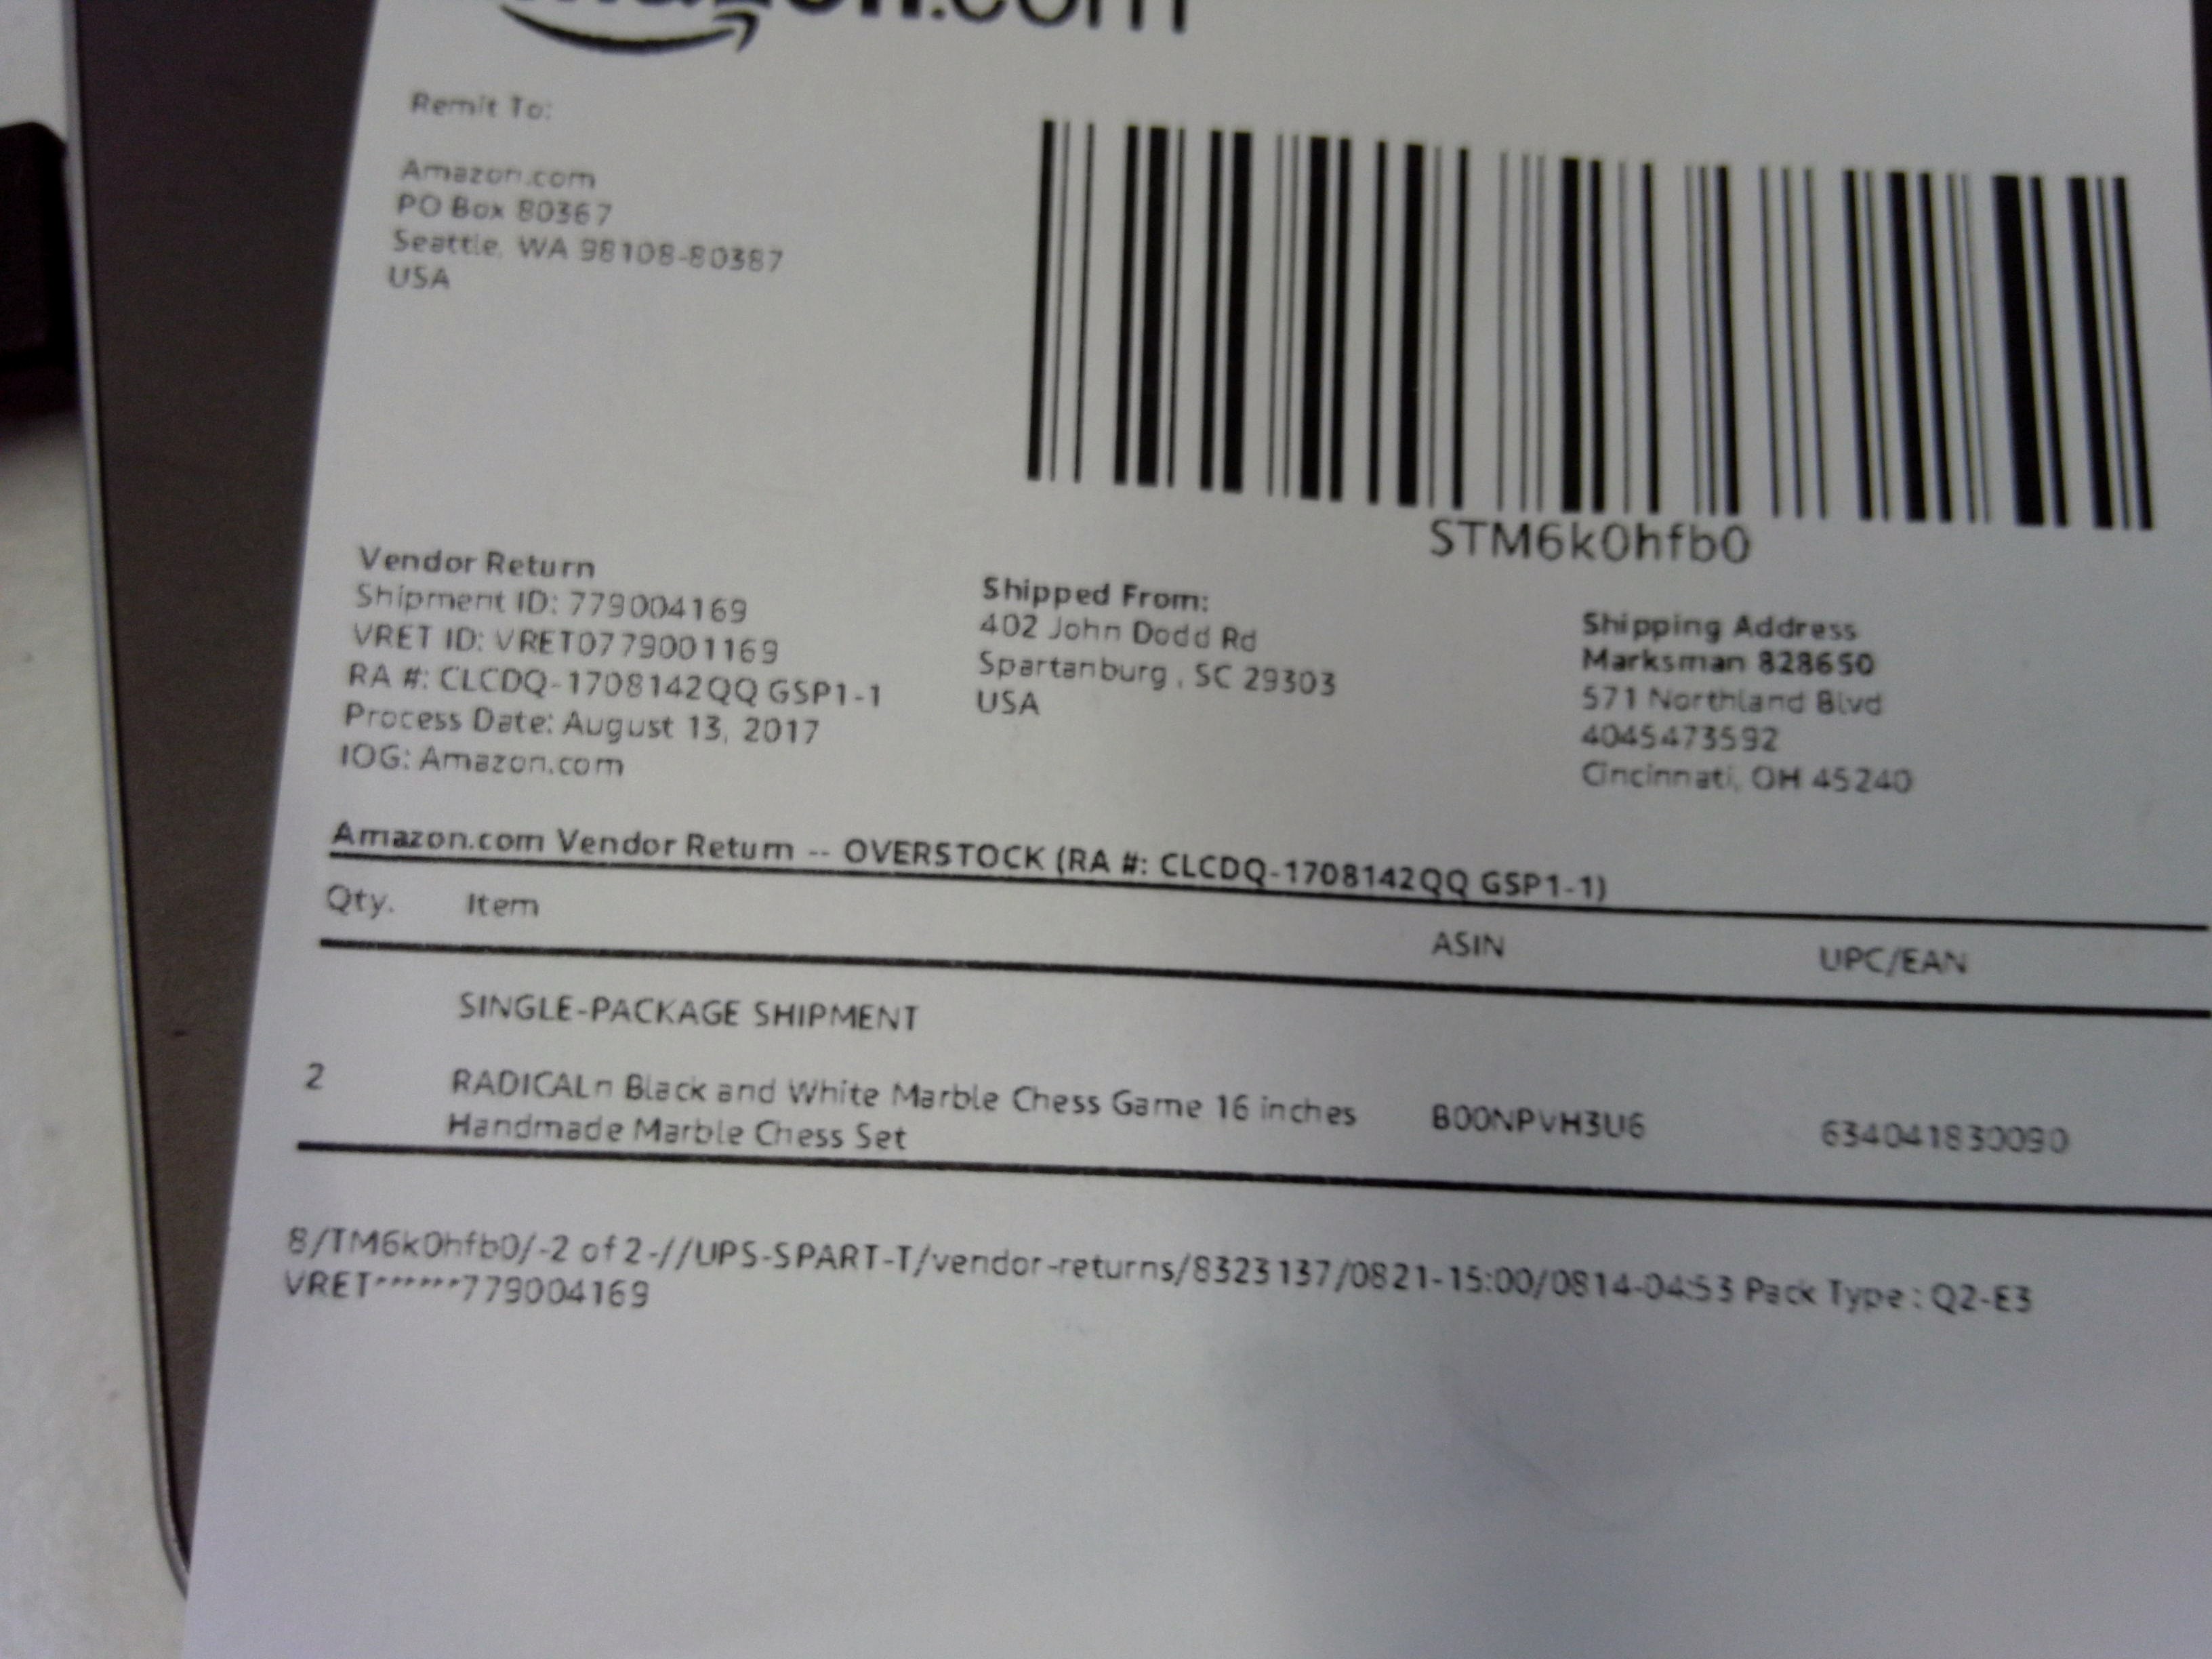 amazon.com
Remit To:
Amazon.com
PO Box 80367
Seattle, WA 98108-80387
USA
STM6k0hfb0
Vendor Return
Shipment ID: 779004169
VRET ID: VRET0779001169
RA #: CLCDQ-1708142QQ GSP1-1
Process Date: August 13, 2017
IOG: Amazon.com
Shipped From:
402 John Dodd Rd
Spartanburg , SC 29303
USA
Shipping Address
Marksman 828650
571 Northland Blvd
4045473592
Cincinnati, OH 45240
Amazon.com Vendor Return -- OVERSTOCK (RA #: CLCDQ-1708142QQ GSP1-1)
Qty. Item ASIN UPC/EAN
SINGLE-PACKAGE SHIPMENT
2 RADICALn Black and White Marble Chess Game 16 inches B00NPVH3U6 634041830090
Handmade Marble Chess Set
8/TM6k0hfb0/-2 of 2-//UPS-SPART-T/vendor-returns/8323137/0821-15:00/0814-04:53 Pack Type : Q2-E3
VRET******779004169